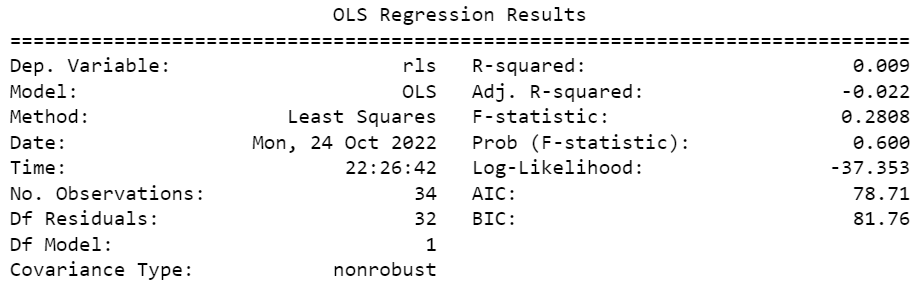 OLS Regression Results
==============================================================================
Dep. Variable: rls R-squared: 0.009
Model: OLS Adj. R-squared: -0.022
Method: Least Squares F-statistic: 0.2808
Date: Mon, 24 Oct 2022 Prob (F-statistic): 0.600
Time: 22:26:42 Log-Likelihood: -37.353
No. Observations: 34 AIC: 78.71
Df Residuals: 32 BIC: 81.76
Df Model: 1
Covariance Type: nonrobust